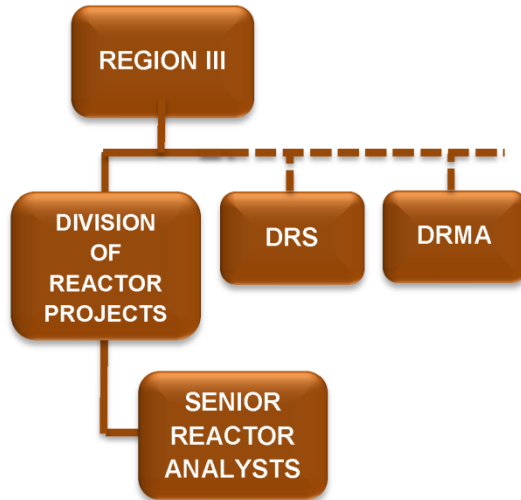 REGION III
DIVISION
OF
REACTOR
PROJECTS
DRS
DRMA
SENIOR
REACTOR
ANALYSTS